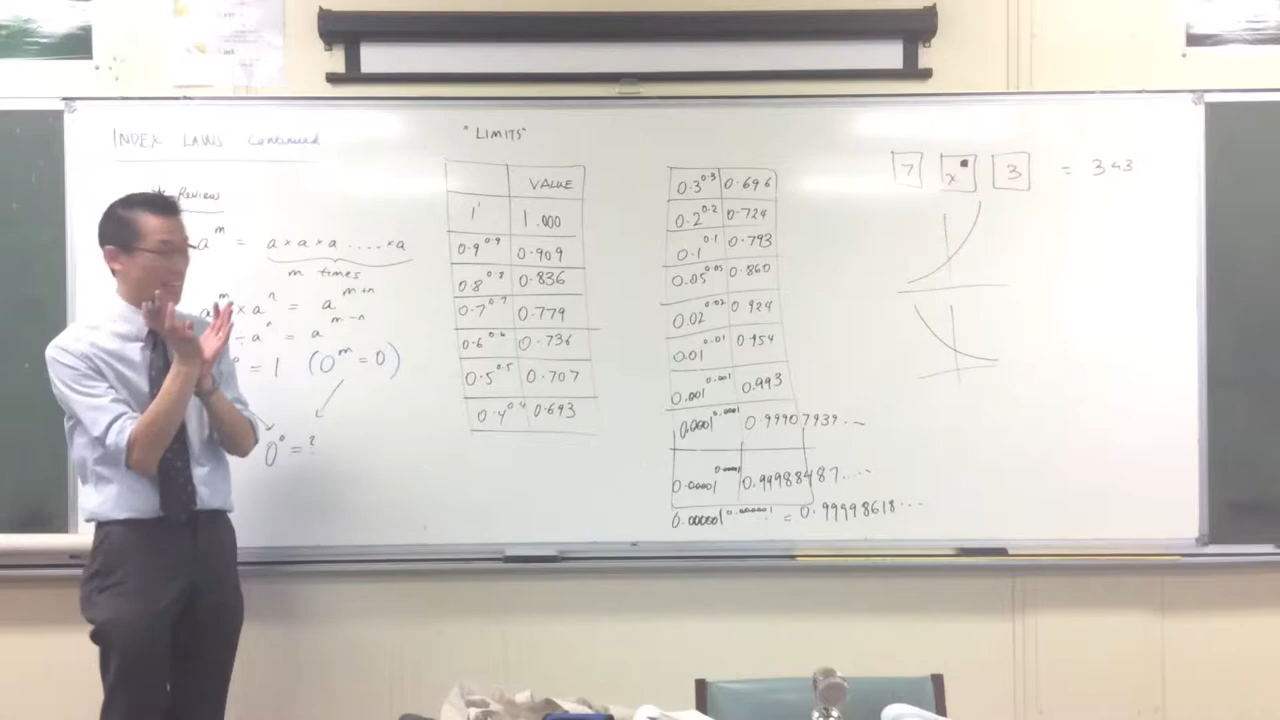 INDEX LAWS Continued
* Review
a^m = a × a × a .... × a
m times
a^m × a^n = a^(m+n)
÷ a^n = a^(m-n)
= 1 (0^m = 0)
0^0 = ?
"LIMITS"
VALUE
1^1 1.000
0.9^0.9 0.909
0.8^0.8 0.836
0.7^0.7 0.779
0.6^0.6 0.736
0.5^0.5 0.707
0.4^0.4 0.693
0.3^0.3 0.696
0.2^0.2 0.724
0.1^0.1 0.793
0.05^0.05 0.860
0.02^0.02 0.924
0.01^0.01 0.954
0.001^0.001 0.993
0.0001^0.0001 0.99907939...
0.00001^0.00001 0.99988487....
0.000001^0.000001 = 0.99998618...
7 x^■ 3 = 343